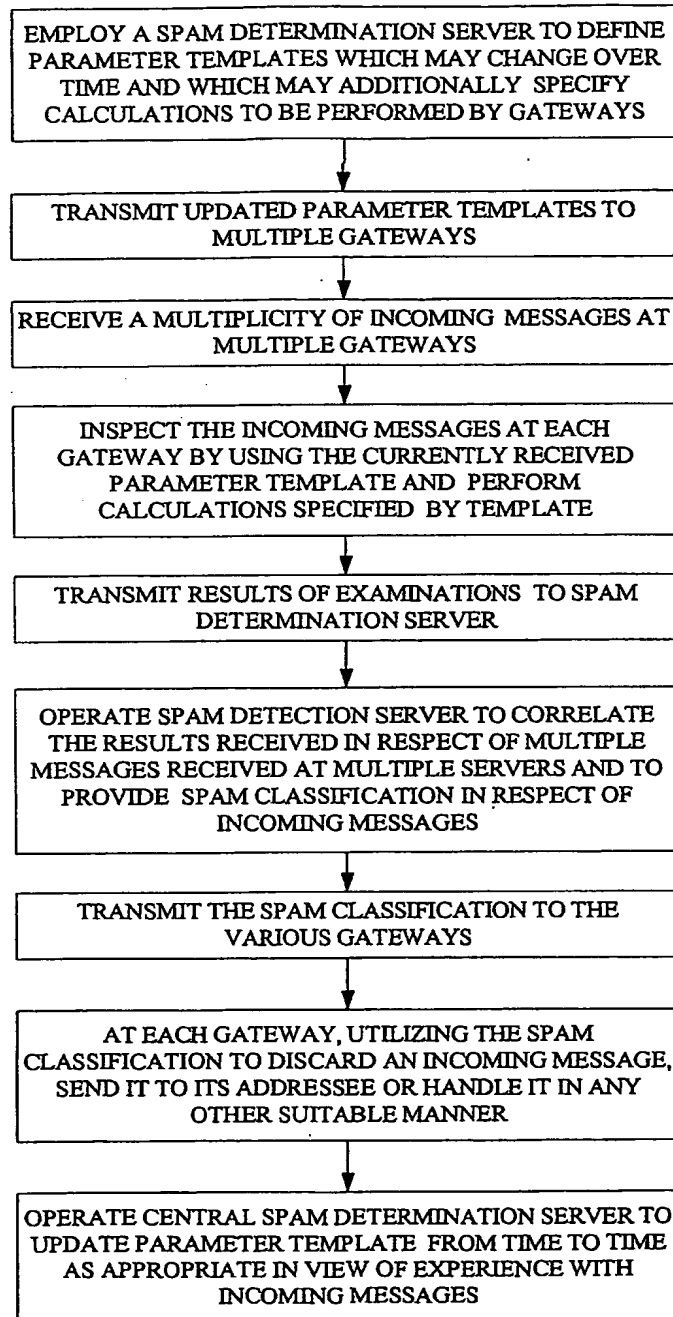 EMPLOY A SPAM DETERMINATION SERVER TO DEFINE
PARAMETER TEMPLATES WHICH MAY CHANGE OVER
TIME AND WHICH MAY ADDITIONALLY SPECIFY
CALCULATIONS TO BE PERFORMED BY GATEWAYS
TRANSMIT UPDATED PARAMETER TEMPLATES TO
MULTIPLE GATEWAYS
RECEIVE A MULTIPLICITY OF INCOMING MESSAGES AT
MULTIPLE GATEWAYS
INSPECT THE INCOMING MESSAGES AT EACH
GATEWAY BY USING THE CURRENTLY RECEIVED
PARAMETER TEMPLATE AND PERFORM
CALCULATIONS SPECIFIED BY TEMPLATE
TRANSMIT RESULTS OF EXAMINATIONS TO SPAM
DETERMINATION SERVER
OPERATE SPAM DETECTION SERVER TO CORRELATE
THE RESULTS RECEIVED IN RESPECT OF MULTIPLE
MESSAGES RECEIVED AT MULTIPLE SERVERS AND TO
PROVIDE SPAM CLASSIFICATION IN RESPECT OF
INCOMING MESSAGES
TRANSMIT THE SPAM CLASSIFICATION TO THE
VARIOUS GATEWAYS
AT EACH GATEWAY, UTILIZING THE SPAM
CLASSIFICATION TO DISCARD AN INCOMING MESSAGE,
SEND IT TO ITS ADDRESSEE OR HANDLE IT IN ANY
OTHER SUITABLE MANNER
OPERATE CENTRAL SPAM DETERMINATION SERVER TO
UPDATE PARAMETER TEMPLATE FROM TIME TO TIME
AS APPROPRIATE IN VIEW OF EXPERIENCE WITH
INCOMING MESSAGES